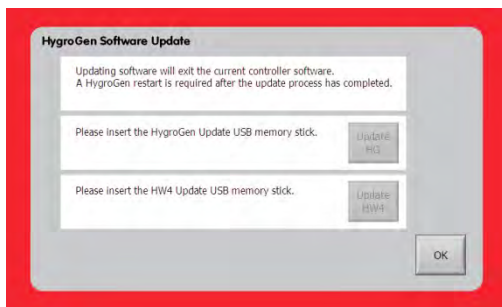 HygroGen Software Update
Updating software will exit the current controller software.
A HygroGen restart is required after the update process has completed.
Please insert the HygroGen Update USB memory stick.
Update
HG
Please insert the HW4 Update USB memory stick.
Update
HW4
OK